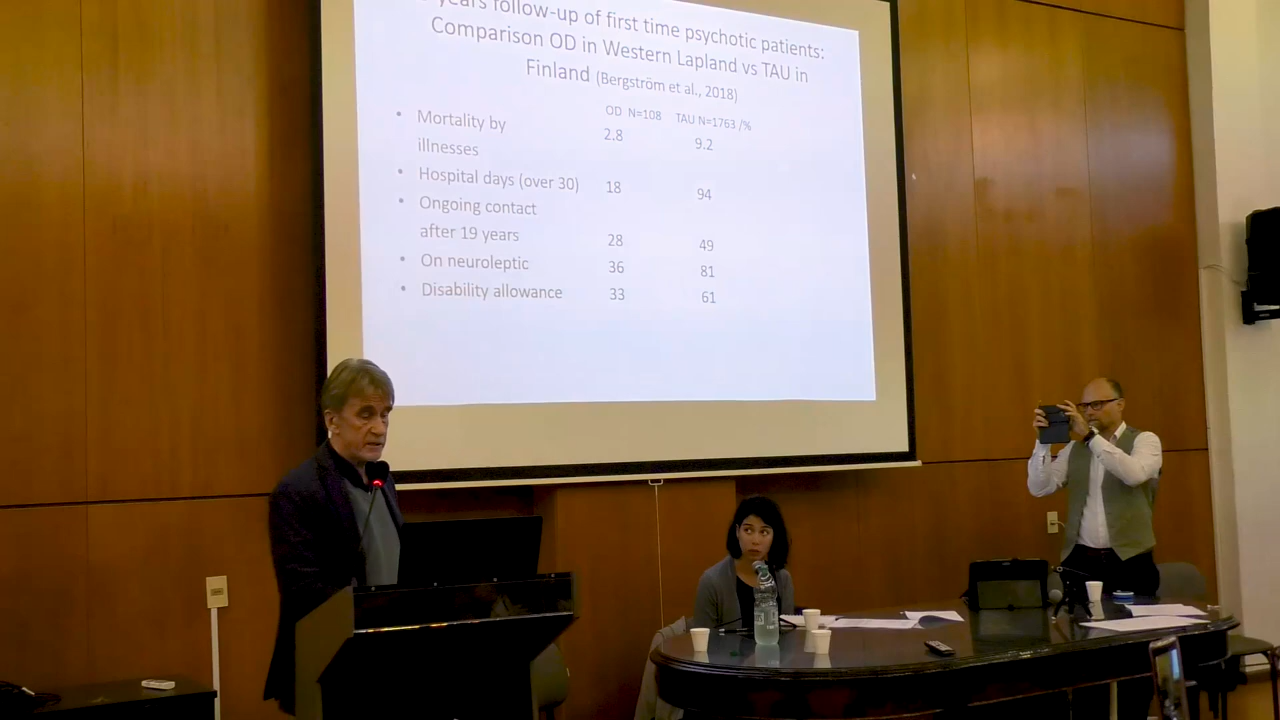 years follow-up of first time psychotic patients:
Comparison OD in Western Lapland vs TAU in
Finland (Bergström et al., 2018)
OD N=108 TAU N=1763 /%
• Mortality by 2.8 9.2
illnesses
• Hospital days (over 30) 18 94
• Ongoing contact
after 19 years 28 49
• On neuroleptic 36 81
• Disability allowance 33 61